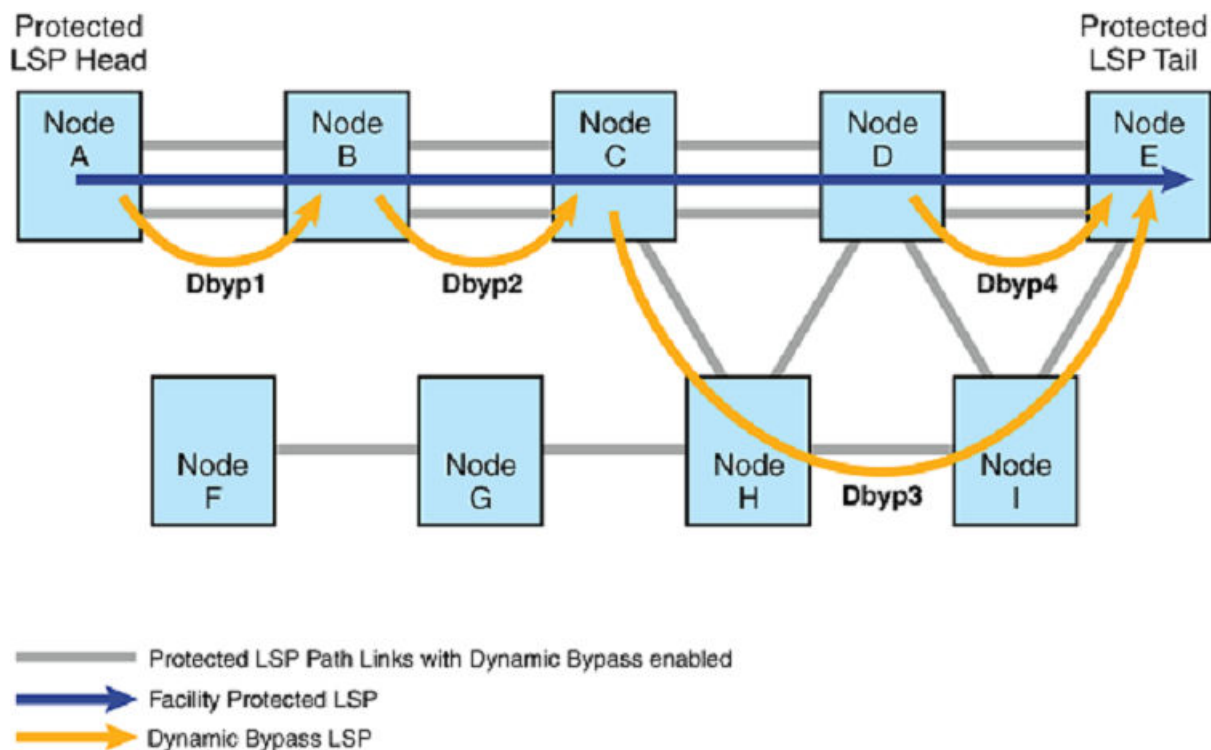 Protected
LSP Head
Protected
LSP Tail
Node
A
Node
B
Node
C
Node
D
Node
E
Dbyp1
Dbyp2
Dbyp4
Node
F
Node
G
Node
H
Node
I
Dbyp3
Protected LSP Path Links with Dynamic Bypass enabled
Facility Protected LSP
Dynamic Bypass LSP